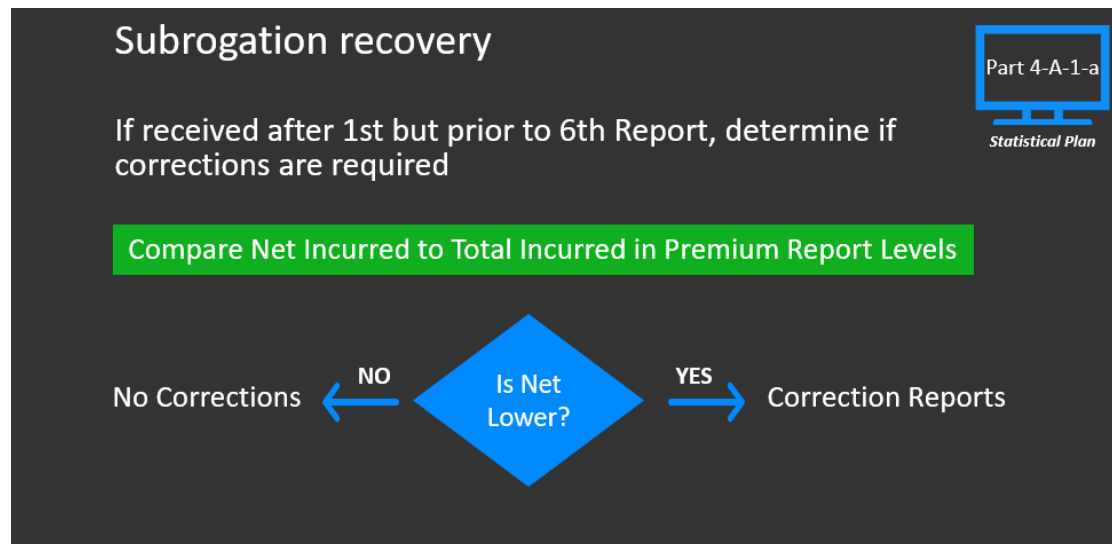 Subrogation recovery
Part 4-A-1-a
Statistical Plan
If received after 1st but prior to 6th Report, determine if
corrections are required
Compare Net Incurred to Total Incurred in Premium Report Levels
No Corrections
NO
Is Net
Lower?
YES
Correction Reports